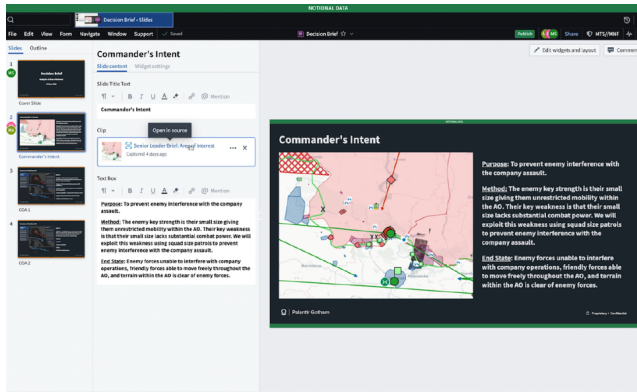 NOTIONAL DATA
Decision Brief • Slides
File Edit View Form Navigate Window Support Saved
Decision Brief
Publish
MS
Share
MTS//MNF
Slides Outline
Commander's Intent
Edit widgets and layout
Slide content Widget settings
1
MS
Decision Brief
Cover Slide
Slide Title Text
B I U A Mention
Commander's Intent
2
Commander's Intent
Clip
Open in source
Senior Leader Brief: Area of Interest
Captured 4 days ago
3
COA 1
Text Box
B I U A Mention
Purpose: To prevent enemy interference with the company
assault.
Method: The enemy key strength is their small size giving
them unrestricted mobility within the AO. Their key weakness
is that their small size lacks substantial combat power. We will
exploit this weakness using squad size patrols to prevent
enemy interference with the company assault.
End State: Enemy forces unable to interfere with company
operations, friendly forces able to move freely throughout the
AO, and terrain within the AO is clear of enemy forces.
4
COA 2
Commander's Intent
Purpose: To prevent enemy interference with
the company assault.
Method: The enemy key strength is their small
size giving them unrestricted mobility within
the AO. Their key weakness is that their small
size lacks substantial combat power. We will
exploit this weakness using squad size patrols
to prevent enemy interference with the
company assault.
End State: Enemy forces unable to interfere
with company operations, friendly forces able
to move freely throughout the AO, and terrain
within the AO is clear of enemy forces.
Palantir Gotham